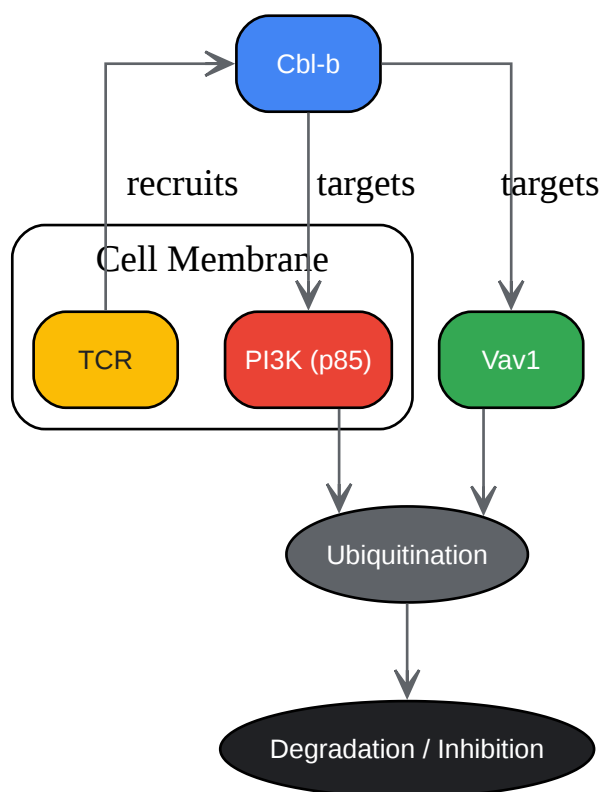 Cbl-b
recruits
targets
targets
Cell Membrane
TCR
PI3K (p85)
Vav1
Ubiquitination
Degradation / Inhibition